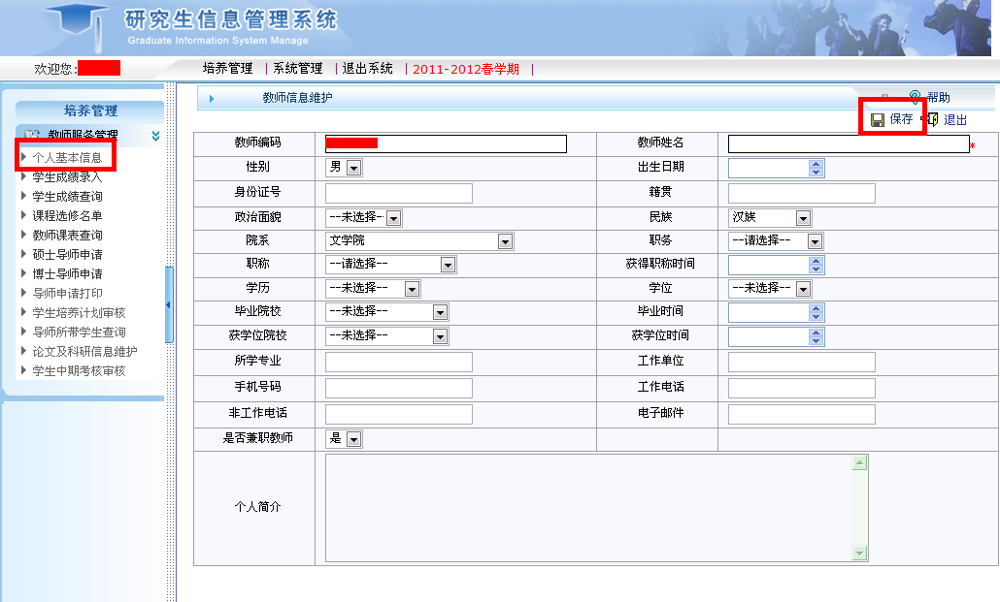 研究生信息管理系统
Graduate Information System Manage
欢迎您:
培养管理 | 系统管理 | 退出系统 | 2011-2012春学期 |
培养管理
教师服务管理
个人基本信息
学生成绩录入
学生成绩查询
课程选修名单
教师课表查询
硕士导师申请
博士导师申请
导师申请打印
学生培养计划审核
导师所带学生查询
论文及科研信息维护
学生中期考核审核
教师信息维护
帮助
保存 退出
教师编码 教师姓名 *
性别 男 出生日期
身份证号 籍贯
政治面貌 --未选择-- 民族 汉族
院系 文学院 职务 --请选择--
职称 --请选择-- 获得职称时间
学历 --未选择-- 学位 --未选择--
毕业院校 --未选择-- 毕业时间
获学位院校 --未选择-- 获学位时间
所学专业 工作单位
手机号码 工作电话
非工作电话 电子邮件
是否兼职教师 是
个人简介